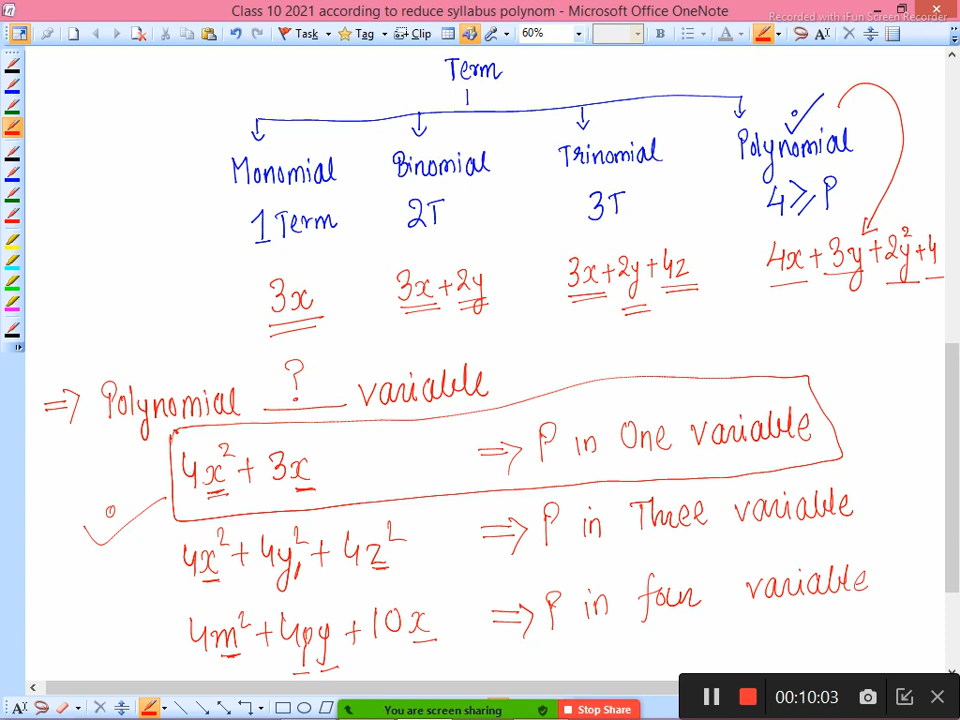 Class 10 2021 according to reduce syllabus polynom - Microsoft Office OneNote
Recorded with iFun Screen Recorder
Task Tag Clip 60% B A
Term
Monomial Binomial Trinomial Polynomial
1 Term 2T 3T 4 ≥ P
3x 3x+2y 3x+2y+4z 4x+3y+2y²+4
⇒ Polynomial ? variable
4x² + 3x ⇒ P in One variable
4x² + 4y² + 4z² ⇒ P in Three variable
4m² + 4py + 10x ⇒ P in four variable
You are screen sharing Stop Share
00:10:03